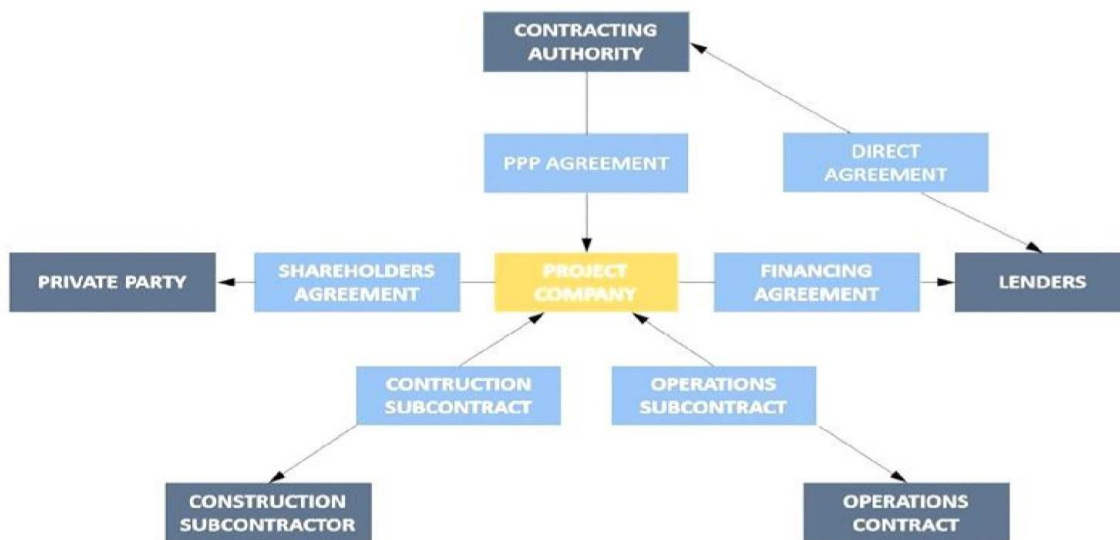 CONTRACTING
AUTHORITY
PPP AGREEMENT
DIRECT
AGREEMENT
PRIVATE PARTY
SHAREHOLDERS
AGREEMENT
PROJECT
COMPANY
FINANCING
AGREEMENT
LENDERS
CONTRUCTION
SUBCONTRACT
OPERATIONS
SUBCONTRACT
CONSTRUCTION
SUBCONTRACTOR
OPERATIONS
CONTRACT